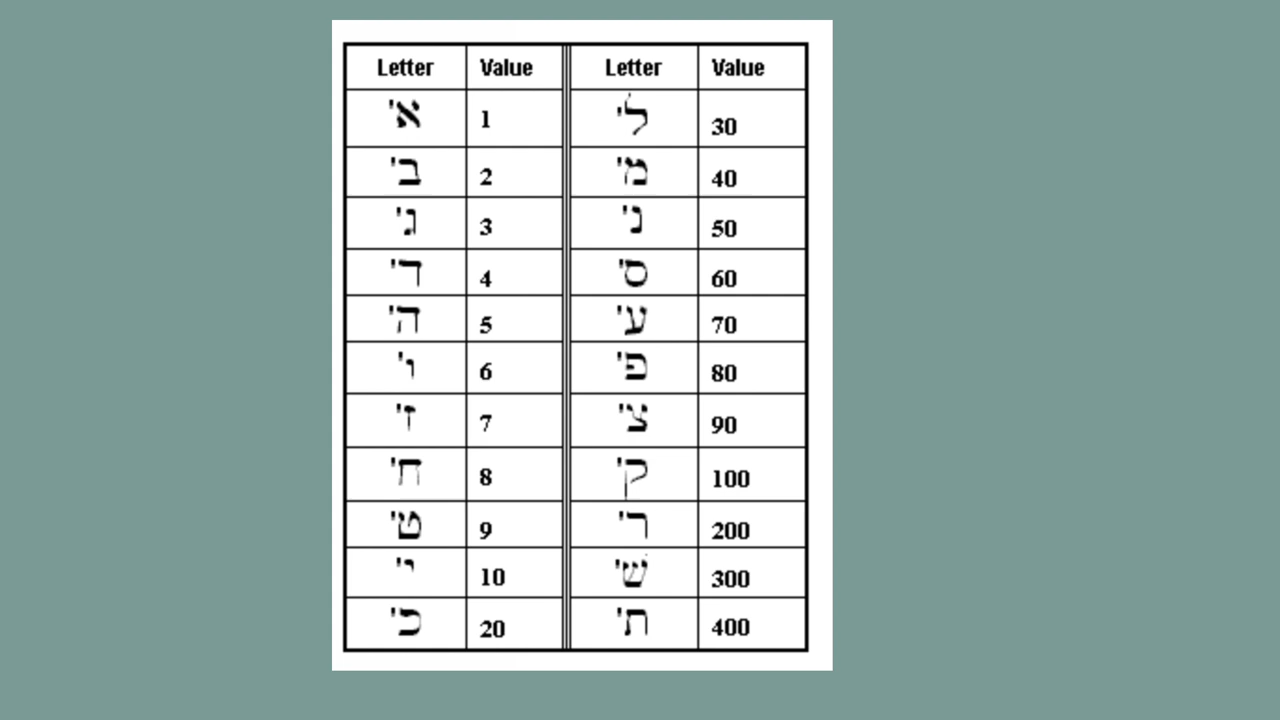 Letter Value Letter Value
א' 1 ל' 30
ב' 2 מ' 40
ג' 3 נ' 50
ד' 4 ס' 60
ה' 5 ע' 70
ו' 6 פ' 80
ז' 7 צ' 90
ח' 8 ק' 100
ט' 9 ר' 200
י' 10 ש' 300
כ' 20 ת' 400